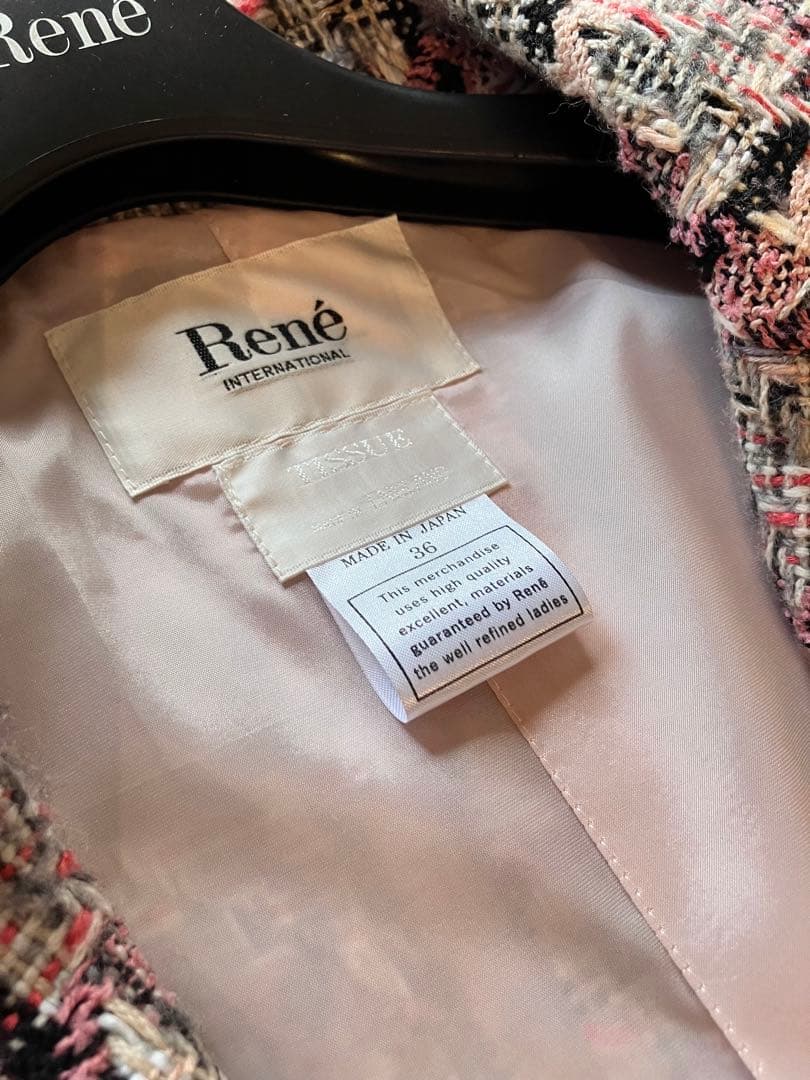 René
René
INTERNATIONAL
TISSUE
MADE IN JAPAN
36
This merchandise
uses high quality
excellent, materials
guaranteed by René
the well refined ladies